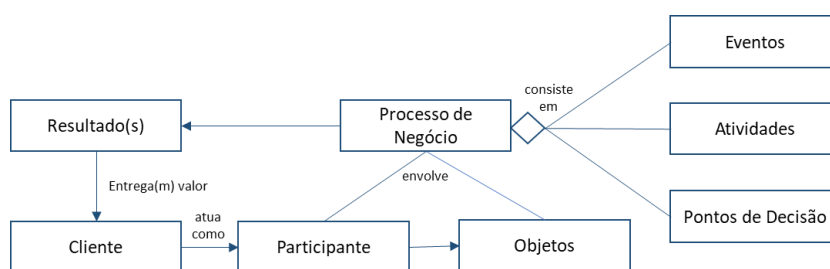 Eventos
consiste
em
Processo de
Negócio
Resultado(s)
Atividades
envolve
Entrega(m) valor
atua
como
Pontos de Decisão
Cliente
Participante
Objetos